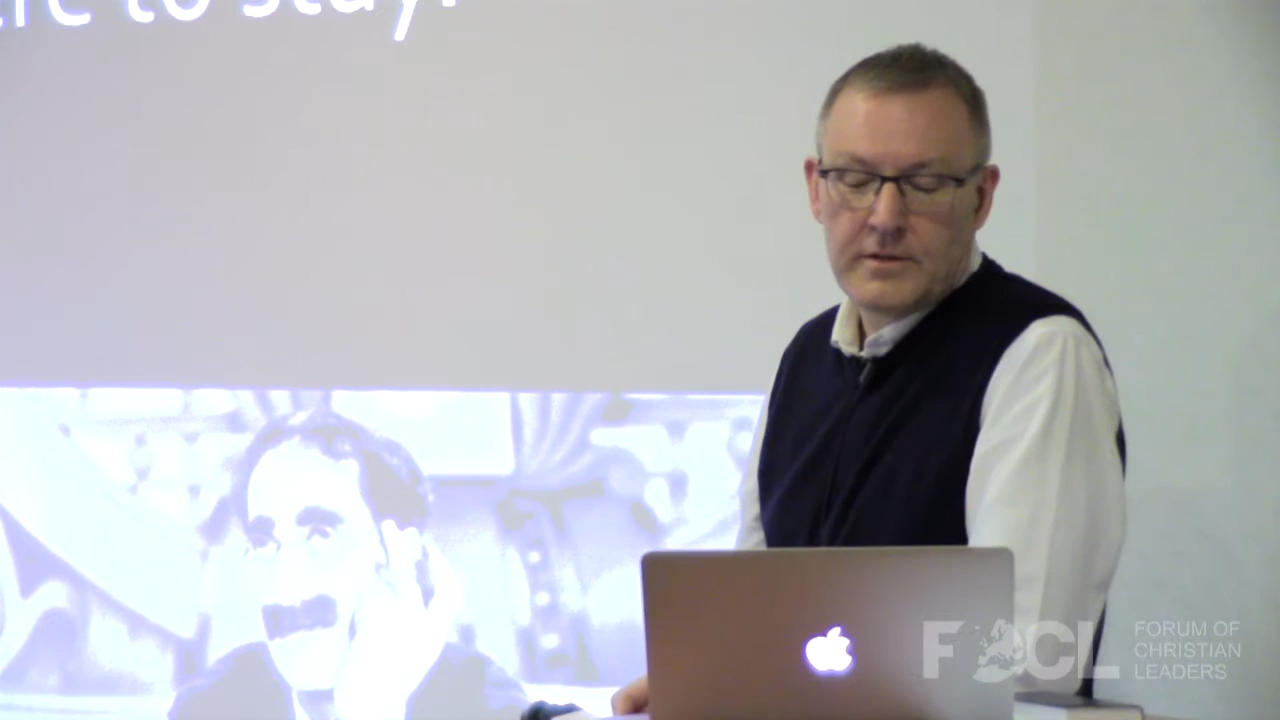 to stay.
FOCL
FORUM OF
CHRISTIAN
LEADERS